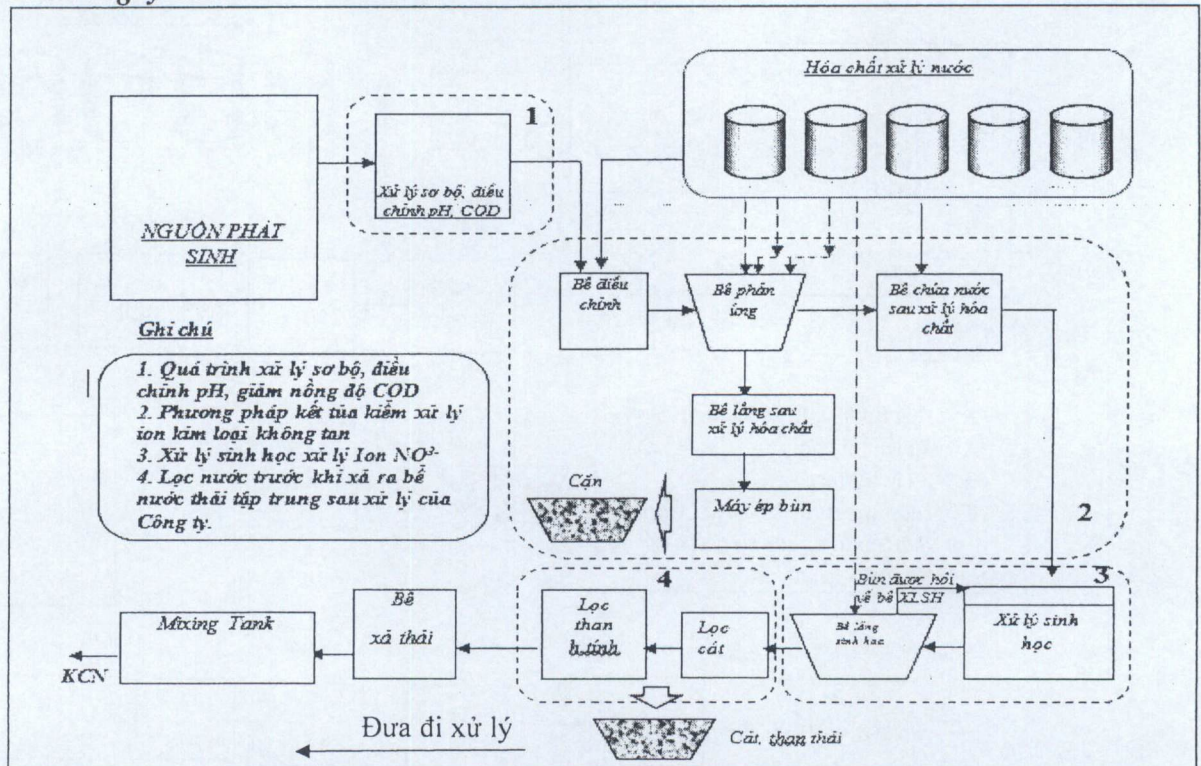 Hóa chất xử lý nước
1
Xử lý sơ bộ, điều
chỉnh pH, COD
NGUỒN PHÁT
SINH
Bể điều
chỉnh
Bể phản
ứng
Bể chứa nước
sau xử lý hóa
chất
Ghi chú
1. Quá trình xử lý sơ bộ, điều
chỉnh pH, giảm nồng độ COD
2. Phương pháp kết tủa kiềm xử lý
ion kim loại không tan
3. Xử lý sinh học xử lý Ion NO³⁻
4. Lọc nước trước khi xả ra bể
nước thải tập trung sau xử lý của
Công ty.
Bể lắng sau
xử lý hóa chất
Cặn
Máy ép bùn
2
4
3
Bùn được hồi
về bể XLSH
Mixing Tank
Bể
xả thải
Lọc
than
h.tính
Lọc
cát
Bể lắng
sinh học
Xử lý sinh
học
KCN
Đưa đi xử lý
Cát, than thải